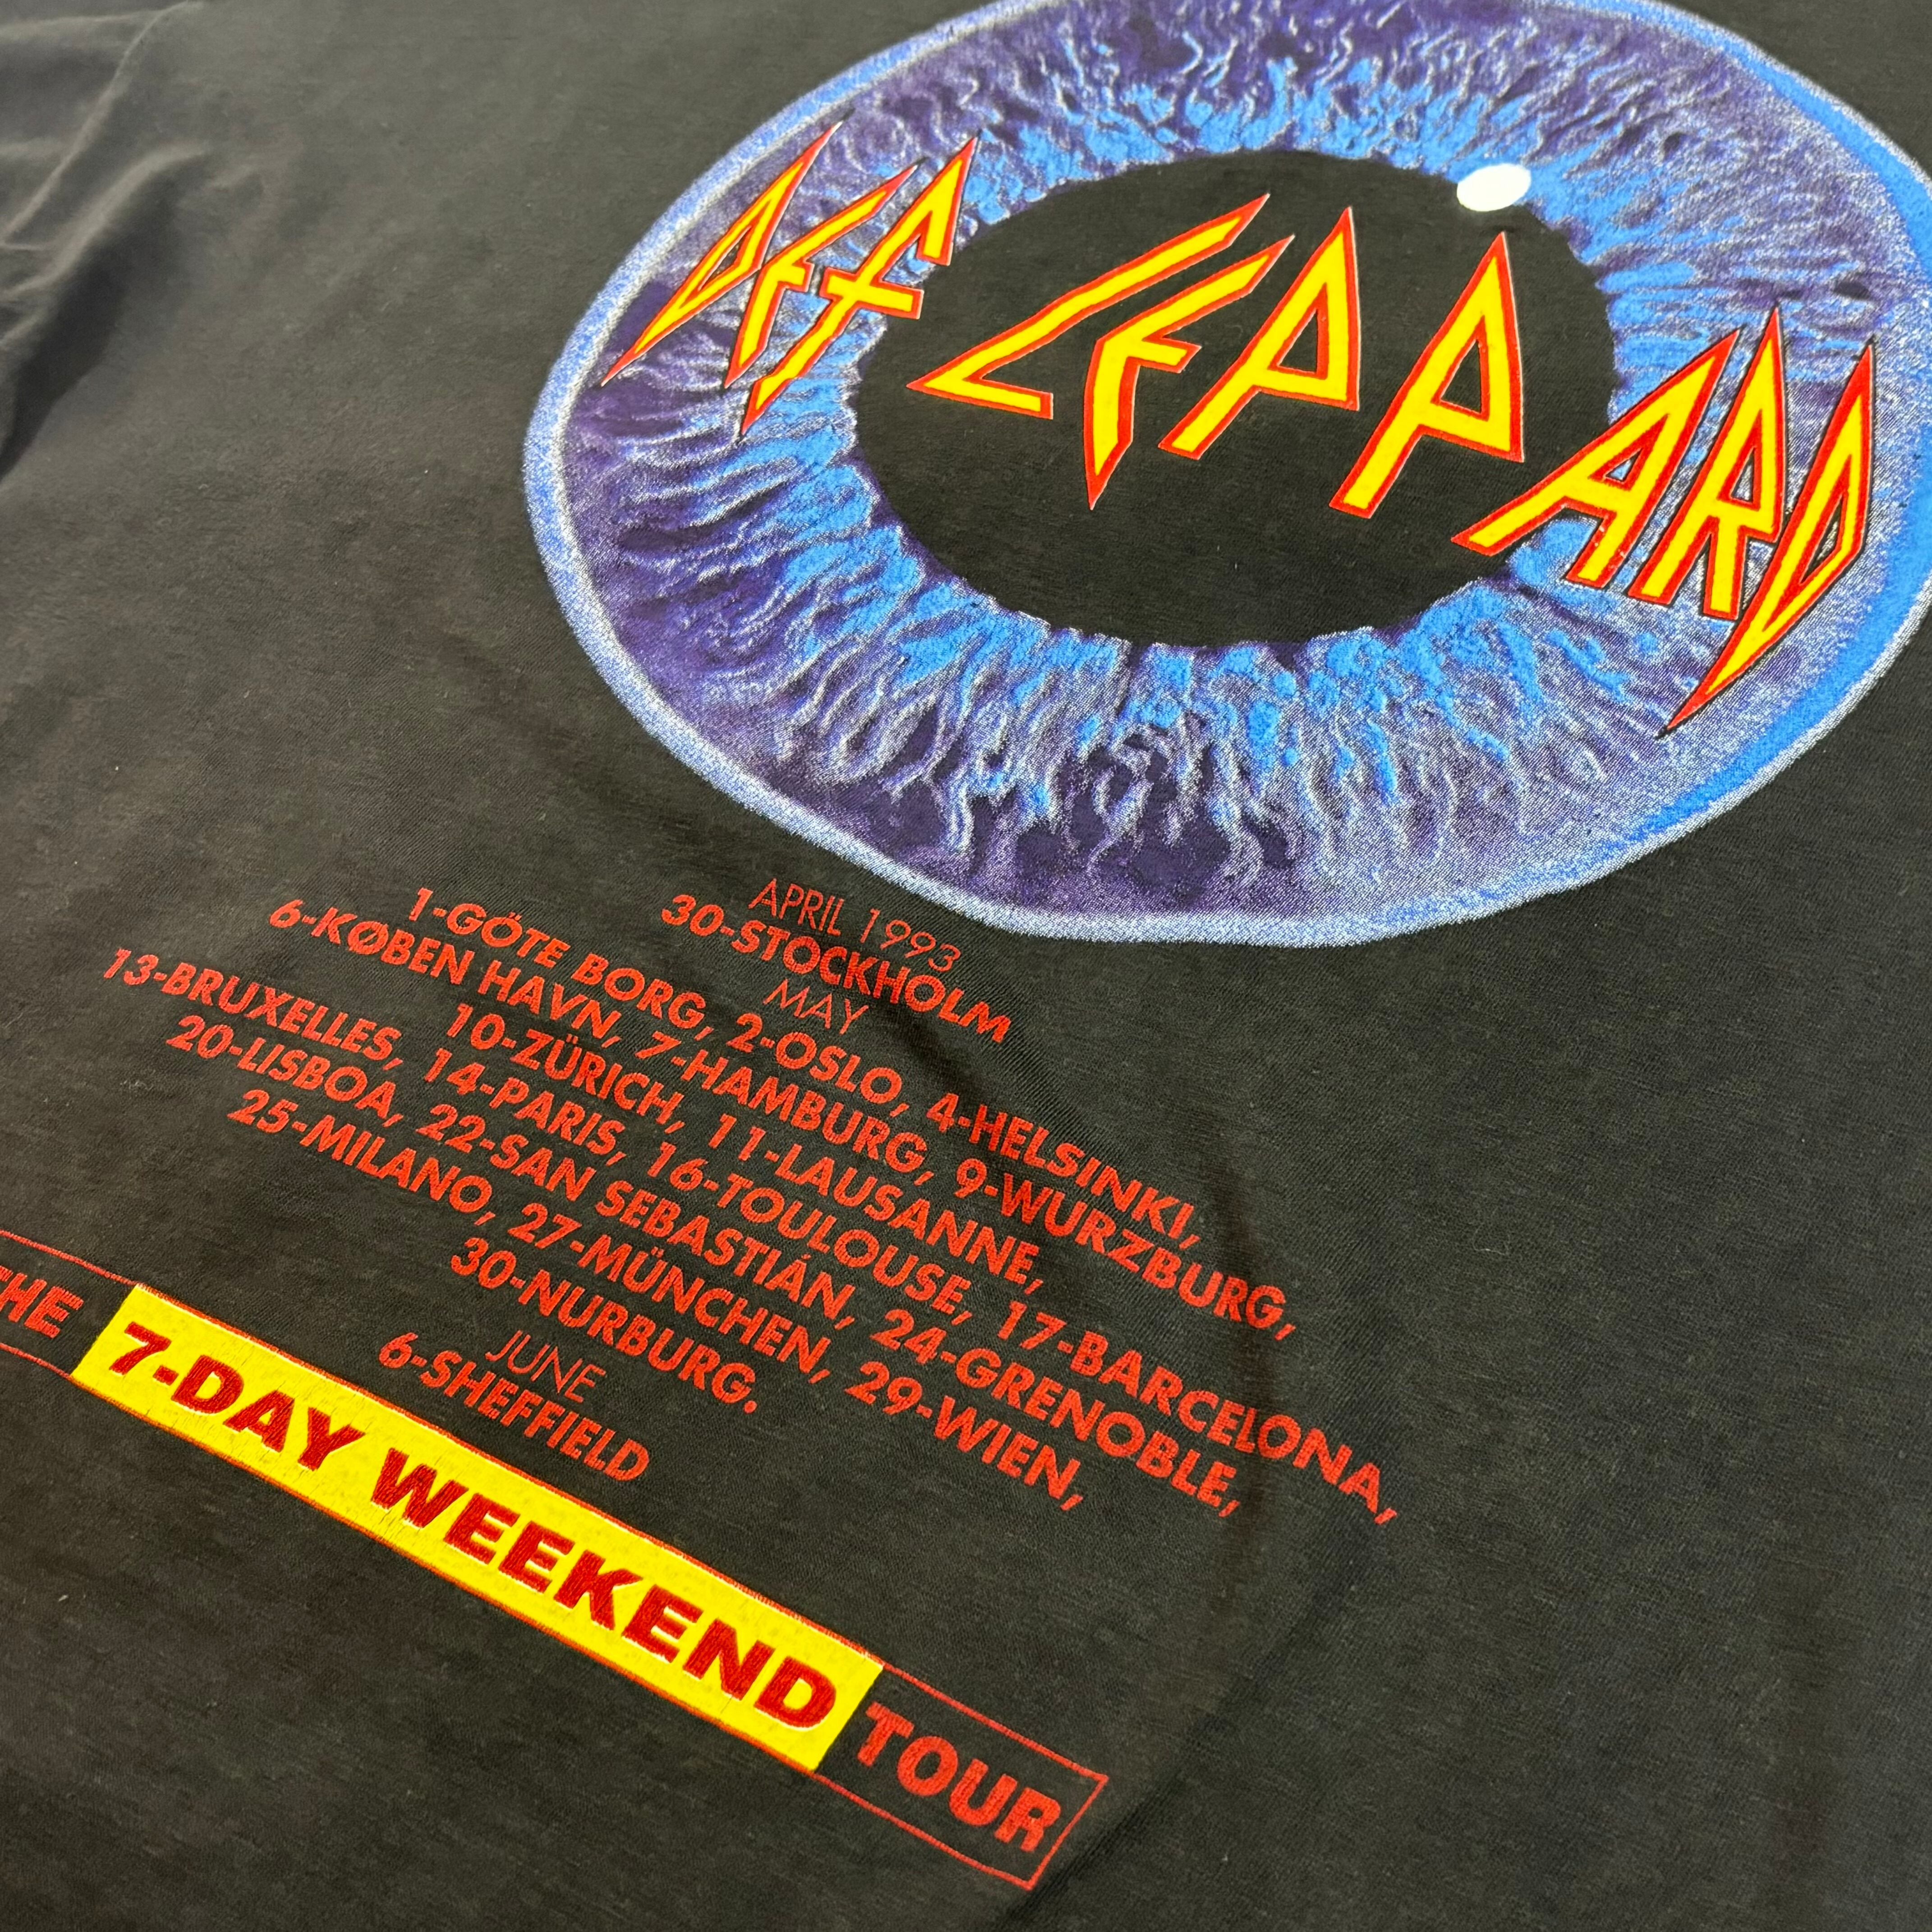 DEF LEPPARD
APRIL 1993
30-STOCKHOLM
MAY
1-GÖTE BORG, 2-OSLO, 4-HELSINKI,
6-KØBEN HAVN, 7-HAMBURG, 9-WURZBURG,
10-ZÜRICH, 11-LAUSANNE,
13-BRUXELLES, 14-PARIS, 16-TOULOUSE, 17-BARCELONA,
20-LISBOA, 22-SAN SEBASTIÁN, 24-GRENOBLE,
25-MILANO, 27-MÜNCHEN, 29-WIEN,
30-NURBURG.
JUNE
6-SHEFFIELD
THE 7-DAY WEEKEND TOUR